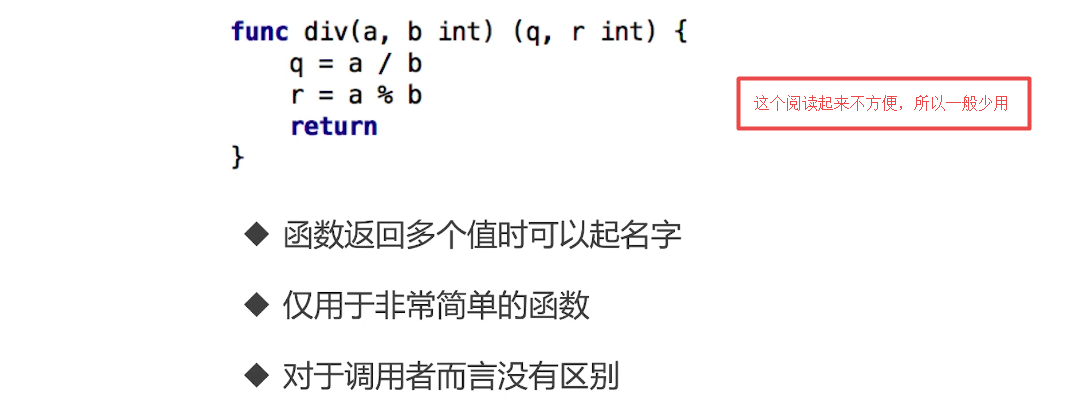 func div(a, b int) (q, r int) {
    q = a / b
    r = a % b
    return
}
这个阅读起来不方便，所以一般少用
◆ 函数返回多个值时可以起名字
◆ 仅用于非常简单的函数
◆ 对于调用者而言没有区别